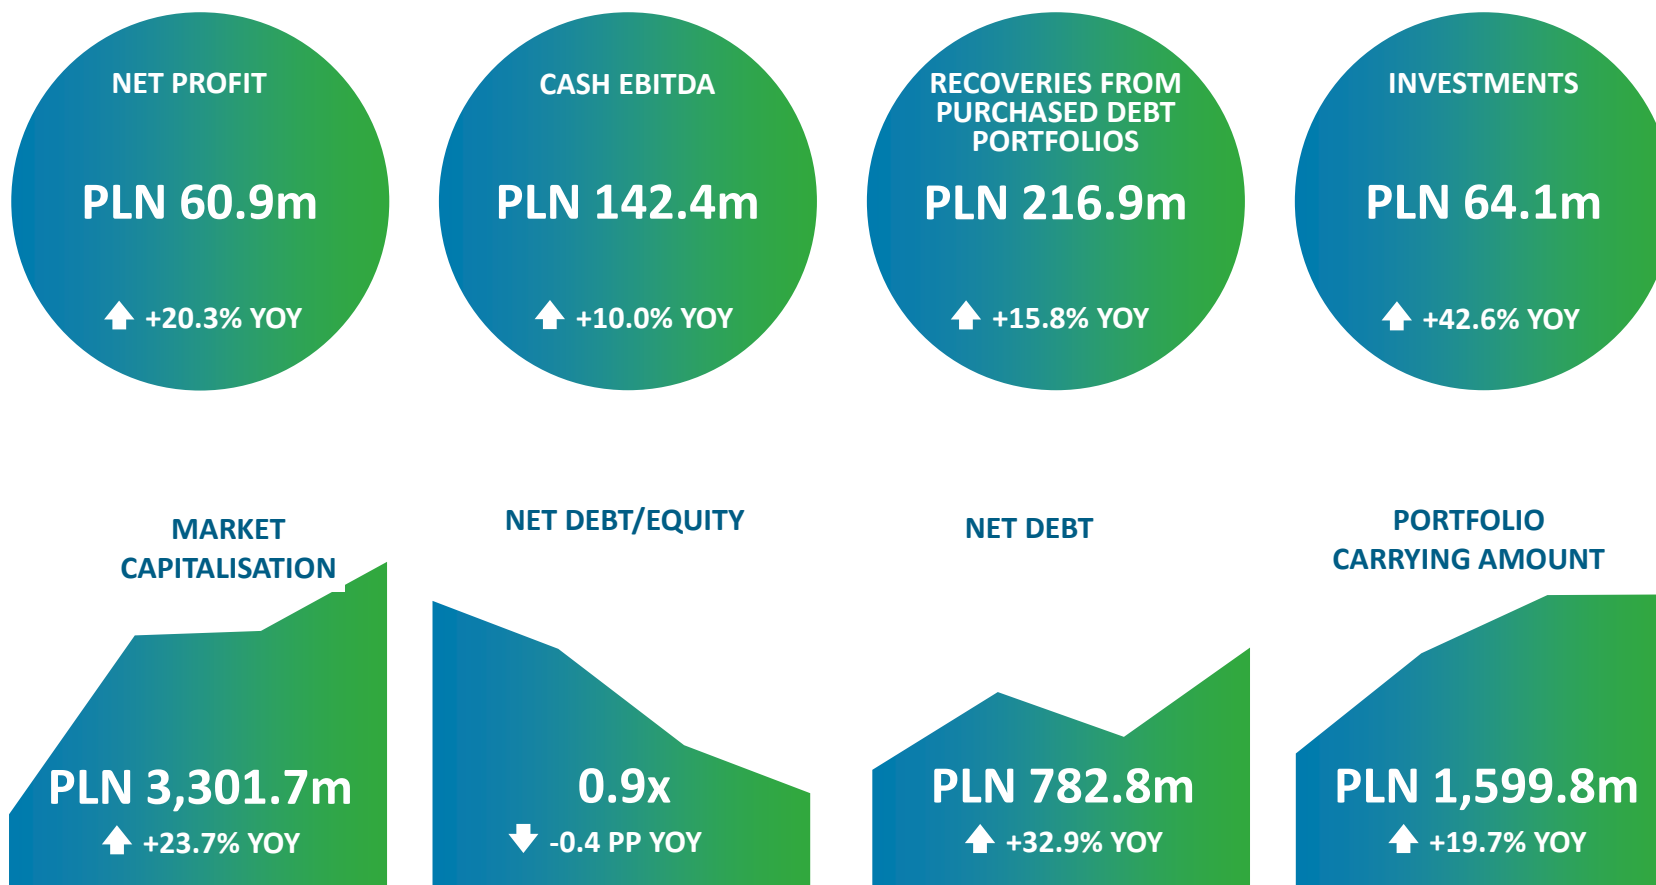 NET PROFIT
PLN 60.9m
+20.3% YOY
CASH EBITDA
PLN 142.4m
+10.0% YOY
RECOVERIES FROM
PURCHASED DEBT
PORTFOLIOS
PLN 216.9m
+15.8% YOY
INVESTMENTS
PLN 64.1m
+42.6% YOY
MARKET
CAPITALISATION
PLN 3,301.7m
+23.7% YOY
NET DEBT/EQUITY
0.9x
-0.4 PP YOY
NET DEBT
PLN 782.8m
+32.9% YOY
PORTFOLIO
CARRYING AMOUNT
PLN 1,599.8m
+19.7% YOY